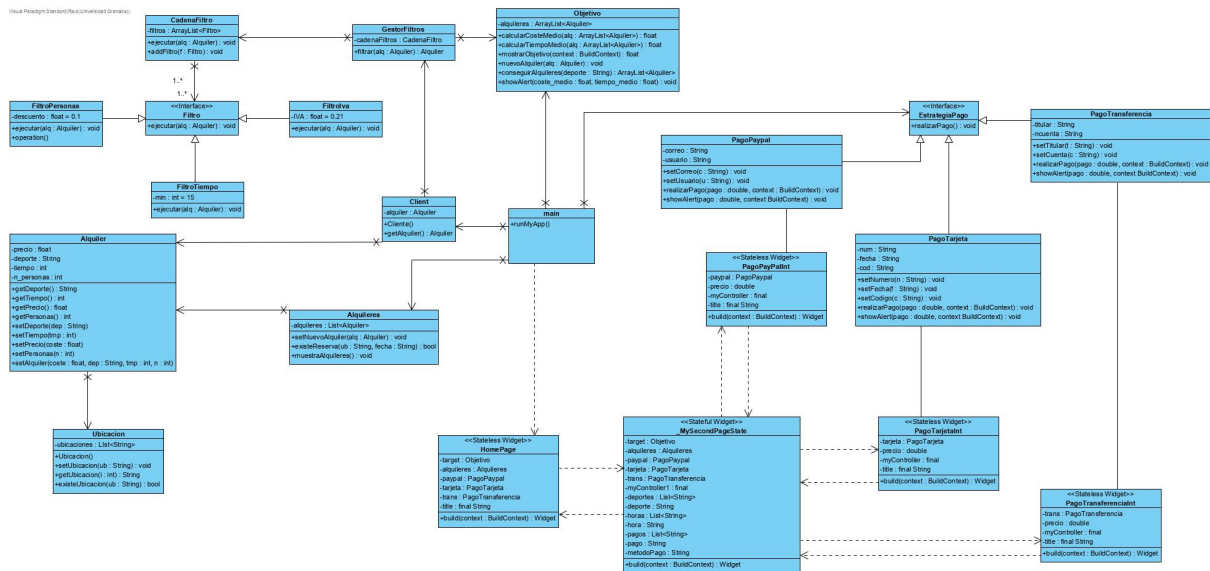 Visual Paradigm Standard(Raul(Universidad Granada))
CadenaFiltro
-filtros : ArrayList<Filtro>
+ejecutar(alq : Alquiler) : void
+addFiltro(f : Filtro) : void
GestorFiltros
-cadenaFiltros : CadenaFiltro
+filtrar(alq : Alquiler) : Alquiler
Objetivo
-alquileres : ArrayList<Alquiler>
+calcularCosteMedio(alq : ArrayList<Alquiler>) : float
+calcularTiempoMedio(alq : ArrayList<Alquiler>) : float
+mostrarObjetivo(context : BuildContext) : float
+nuevoAlquiler(alq : Alquiler) : void
+conseguirAlquileres(deporte : String) : ArrayList<Alquiler>
+showAlert(coste_medio : float, tiempo_medio : float) : void
1..*
1..*
FiltroPersonas
-descuento : float = 0.1
+ejecutar(alq : Alquiler) : void
+operation()
<<Interface>>
Filtro
+ejecutar(alq : Alquiler) : void
FiltroIva
-IVA : float = 0.21
+ejecutar(alq : Alquiler) : void
FiltroTiempo
-min : int = 15
+ejecutar(alq : Alquiler) : void
<<Interface>>
EstrategiaPago
+realizarPago() : void
PagoTransferencia
-titular : String
-ncuenta : String
+setTitular(t : String) : void
+setCuenta(c : String) : void
+realizarPago(pago : double, context : BuildContext) : void
+showAlert(pago : double, context BuildContext) : void
PagoPaypal
-correo : String
-usuario : String
+setCorreo(c : String) : void
+setUsuario(u : String) : void
+realizarPago(pago : double, context : BuildContext) : void
+showAlert(pago : double, context BuildContext) : void
Client
-alquiler : Alquiler
+Cliente()
+getAlquiler() : Alquiler
main
+runMyApp()
Alquiler
-precio : float
-deporte : String
-tiempo : int
-n_personas : int
+getDeporte() : String
+getTiempo() : int
+getPrecio() : float
+getPersonas() : int
+setDeporte(dep : String)
+setTiempo(tmp : int)
+setPrecio(coste : float)
+setPersonas(n : int)
+setAlquiler(coste : float, dep : String, tmp : int, n : int)
PagoTarjeta
-num : String
-fecha : String
-cod : String
+setNumero(n : String) : void
+setFecha(f : String) : void
+setCodigo(c : String) : void
+realizarPago(pago : double, context : BuildContext) : void
+showAlert(pago : double, context BuildContext) : void
<<Stateless Widget>>
PagoPayPalInt
-paypal : PagoPaypal
-precio : double
-myController : final
-title : final String
+build(context : BuildContext) : Widget
Alquileres
-alquileres : List<Alquiler>
+setNuevoAlquiler(alq : Alquiler) : void
+existeReserva(ub : String, fecha : String) : bool
+muestraAlquileres() : void
Ubicacion
-ubicaciones : List<String>
+Ubicacion()
+setUbicacion(ub : String) : void
+getUbicacion(i : int) : String
+existeUbicacion(ub : String) : bool
<<Stateless Widget>>
HomePage
-target : Objetivo
-alquileres : Alquileres
-paypal : PagoPaypal
-tarjeta : PagoTarjeta
-trans : PagoTransferencia
-title : final String
+build(context : BuildContext) : Widget
<<Stateful Widget>>
_MySecondPageState
-target : Objetivo
-alquileres : Alquileres
-paypal : PagoPaypal
-tarjeta : PagoTarjeta
-trans : PagoTransferencia
-myController1 : final
-deportes : List<String>
-deporte : String
-horas : List<String>
-hora : String
-pagos : List<String>
-pago : String
-metodoPago : String
+build(context : BuildContext) : Widget
<<Stateless Widget>>
PagoTarjetaInt
-tarjeta : PagoTarjeta
-precio : double
-myController : final
-title : final String
+build(context : BuildContext) : Widget
<<Stateless Widget>>
PagoTransferenciaInt
-trans : PagoTransferencia
-precio : double
-myController : final
-title : final String
+build(context : BuildContext) : Widget